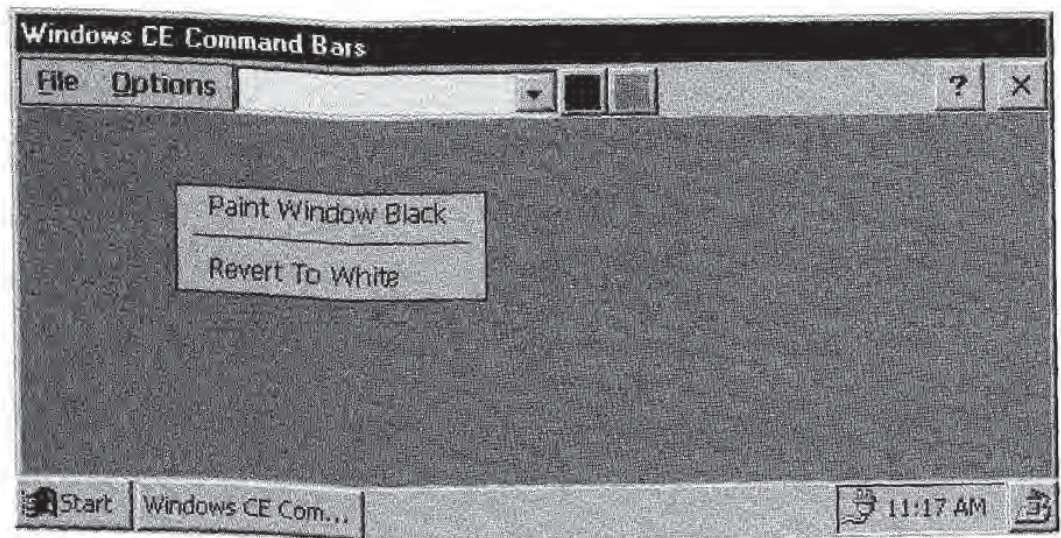 Windows CE Command Bars
File Options ? ×
Paint Window Black
Revert To White
Start Windows CE Com... 11:17 AM